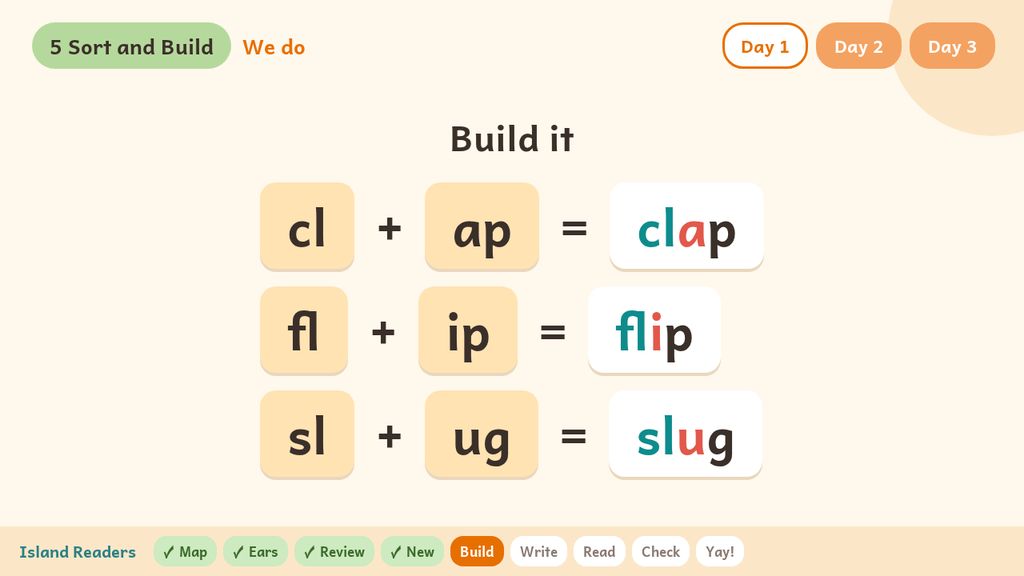 5 Sort and Build We do Day 1 Day 2 Day 3
Build it
cl + ap = clap
fl + ip = flip
sl + ug = slug
Island Readers ✓ Map ✓ Ears ✓ Review ✓ New Build Write Read Check Yay!